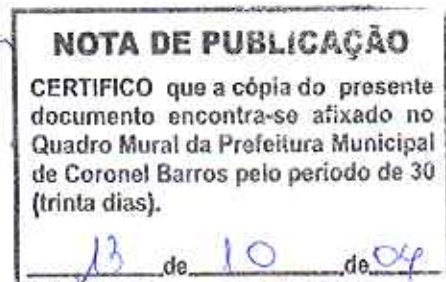 NOTA DE PUBLICAÇÃO
CERTIFICO que a cópia do presente
documento encontra-se afixado no
Quadro Mural da Prefeitura Municipal
de Coronel Barros pelo período de 30
(trinta dias).
13 de 10 de 04